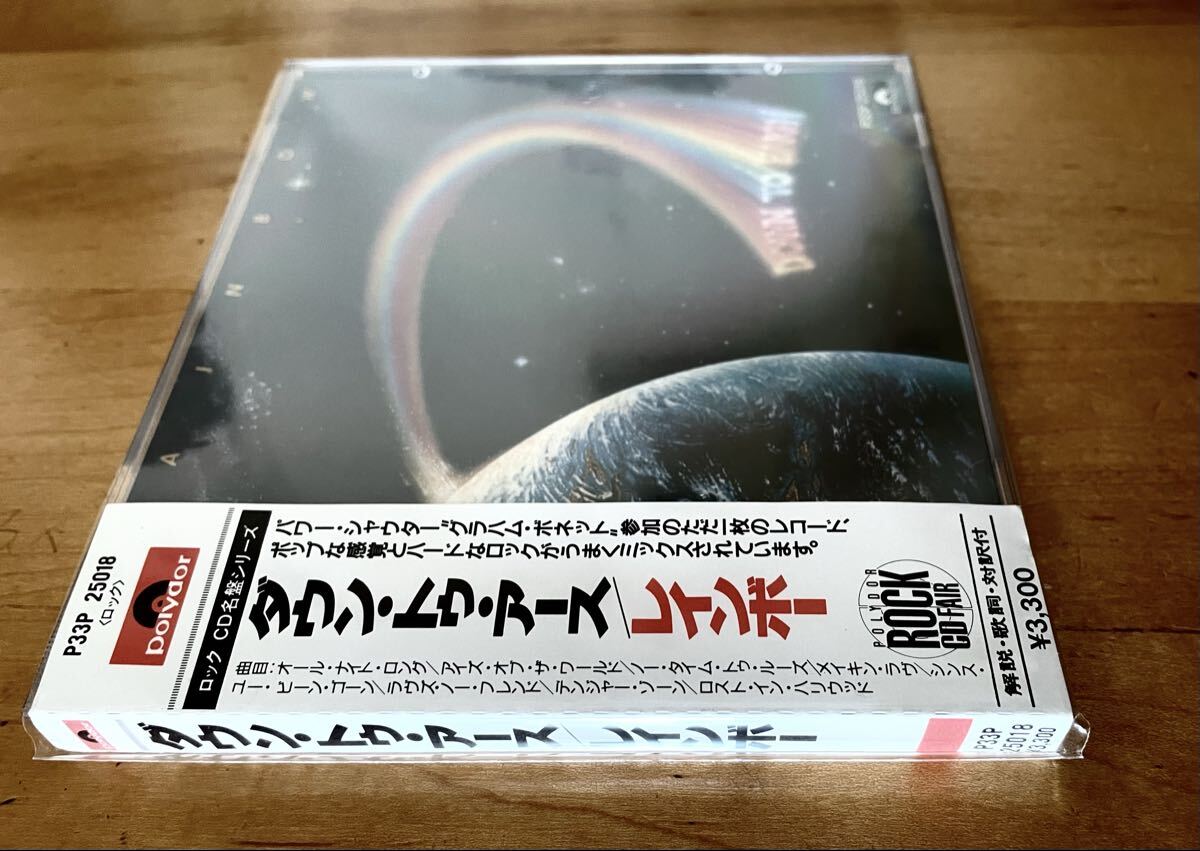 RAINBOW
DOWN TO EARTH
P33P 25018
〈ロック〉
polydor
ロック CD名盤シリーズ
パワー・シャウター“グラハム・ボネット”参加のただ一枚のレコード、
ポップな感覚とハードなロックがうまくミックスされています。
ダウン・トゥ・アース/レインボー
曲目:オール・ナイト・ロング/アイズ・オブ・ザ・ワールド/ノー・タイム・トゥ・ルーズ/メイキン・ラヴ/シンス・
ユー・ビーン・ゴーン/ラヴズ・ノー・フレンド/デンジャー・ゾーン/ロスト・イン・ハリウッド
POLYDOR
ROCK
CD-FAIR
解説・歌詞・対訳付
¥3,300
ダウン・トゥ・アース/レインボー
P33P
25018
¥3,300